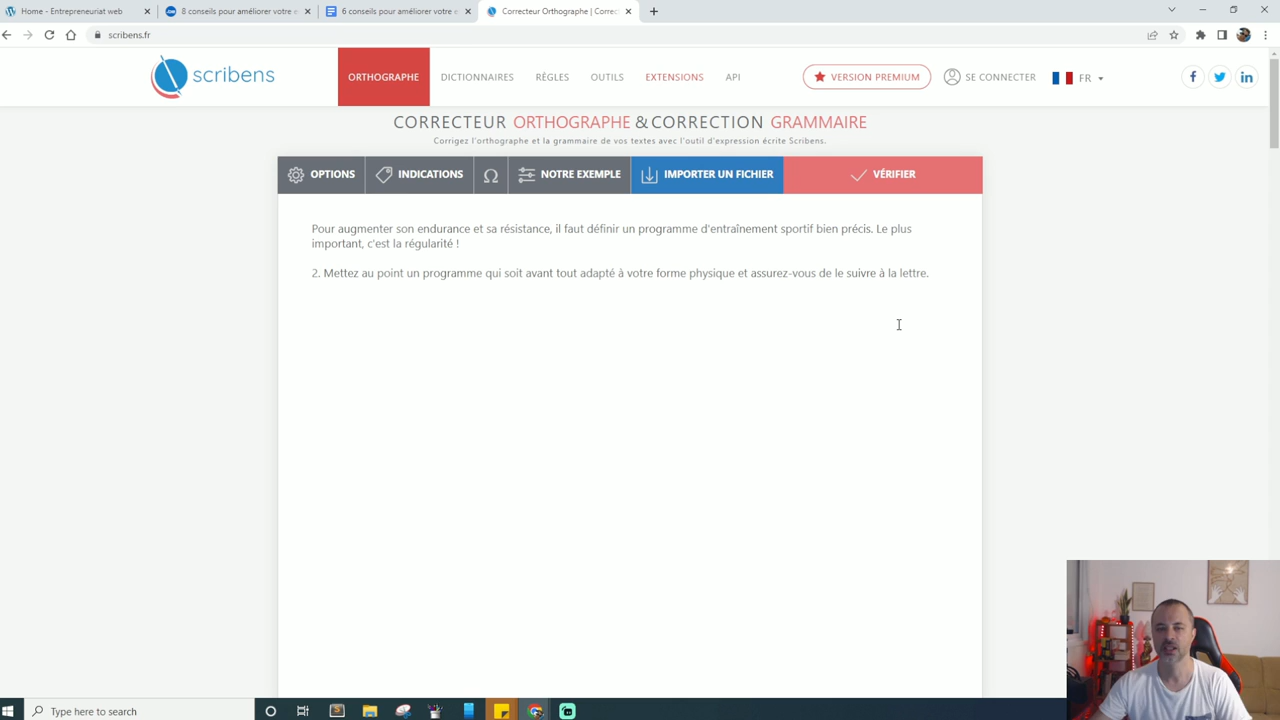 Home - Entrepreneuriat web
8 conseils pour améliorer votre e
6 conseils pour améliorer votre e
Correcteur Orthographe | Correc
scribens.fr
scribens
ORTHOGRAPHE
DICTIONNAIRES
RÈGLES
OUTILS
EXTENSIONS
API
VERSION PREMIUM
SE CONNECTER
FR
CORRECTEUR ORTHOGRAPHE & CORRECTION GRAMMAIRE
Corrigez l'orthographe et la grammaire de vos textes avec l'outil d'expression écrite Scribens.
OPTIONS
INDICATIONS
Ω
NOTRE EXEMPLE
IMPORTER UN FICHIER
VÉRIFIER
Pour augmenter son endurance et sa résistance, il faut définir un programme d'entraînement sportif bien précis. Le plus
important, c'est la régularité !
2. Mettez au point un programme qui soit avant tout adapté à votre forme physique et assurez-vous de le suivre à la lettre.
Type here to search